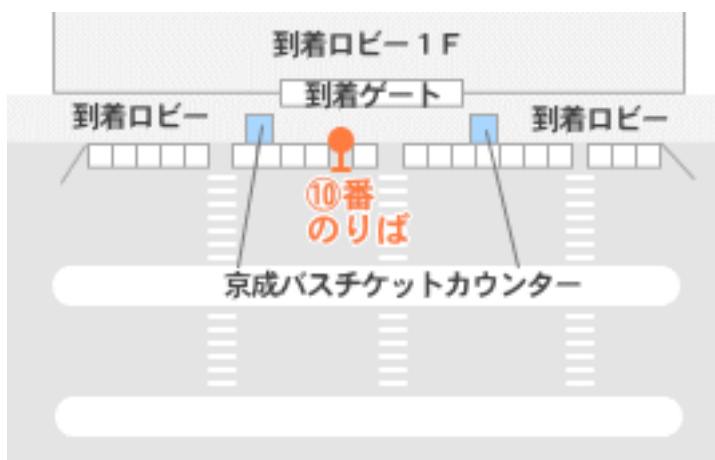 到着ロビー１Ｆ
到着ゲート
到着ロビー
到着ロビー
⑩番
のりば
京成バスチケットカウンター